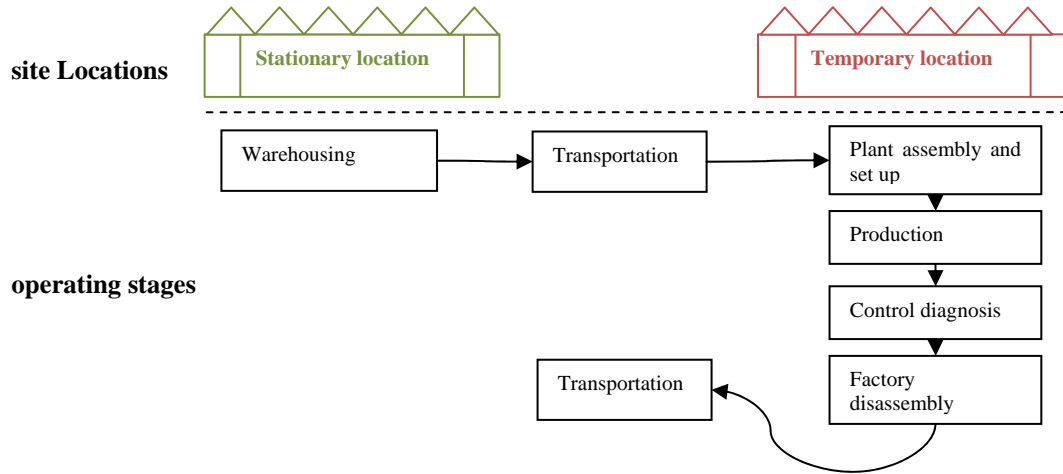 Stationary location
Temporary location
site Locations
Warehousing
Transportation
Plant assembly and
set up
Production
operating stages
Control diagnosis
Transportation
Factory
disassembly